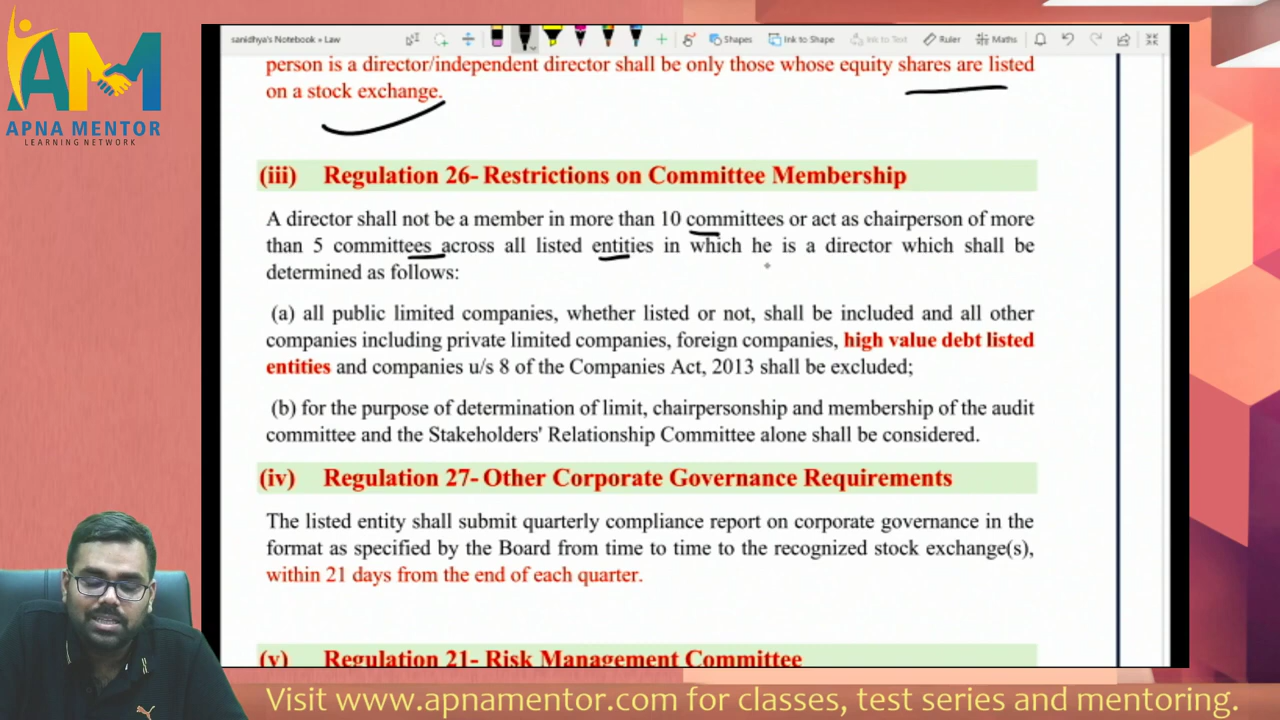 AM
APNA MENTOR
LEARNING NETWORK
sanidhya's Notebook » Law
Shapes
Ink to Shape
Ink to Text
Ruler
Maths
person is a director/independent director shall be only those whose equity shares are listed
on a stock exchange.
(iii) Regulation 26- Restrictions on Committee Membership
A director shall not be a member in more than 10 committees or act as chairperson of more
than 5 committees across all listed entities in which he is a director which shall be
determined as follows:
(a) all public limited companies, whether listed or not, shall be included and all other
companies including private limited companies, foreign companies, high value debt listed
entities and companies u/s 8 of the Companies Act, 2013 shall be excluded;
(b) for the purpose of determination of limit, chairpersonship and membership of the audit
committee and the Stakeholders' Relationship Committee alone shall be considered.
(iv) Regulation 27- Other Corporate Governance Requirements
The listed entity shall submit quarterly compliance report on corporate governance in the
format as specified by the Board from time to time to the recognized stock exchange(s),
within 21 days from the end of each quarter.
(v) Regulation 21- Risk Management Committee
Visit www.apnamentor.com for classes, test series and mentoring.